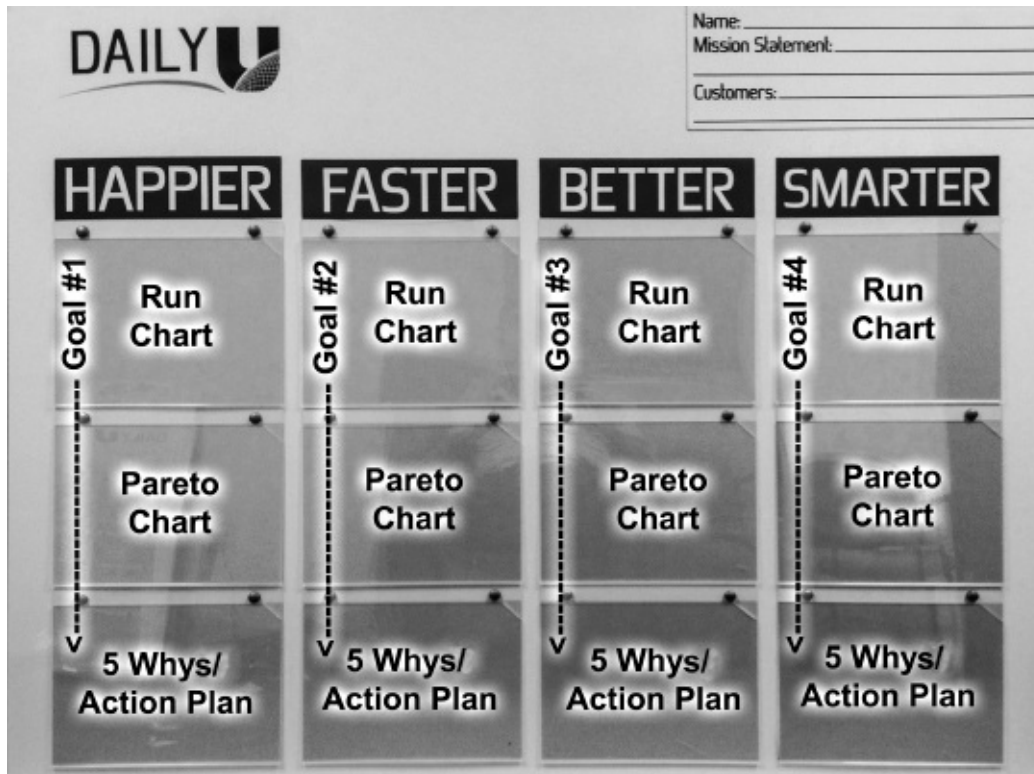 DAILY U
Name:
Mission Statement:
Customers:
HAPPIER FASTER BETTER SMARTER
Goal #1
Run
Chart
Pareto
Chart
5 Whys/
Action Plan
Goal #2
Run
Chart
Pareto
Chart
5 Whys/
Action Plan
Goal #3
Run
Chart
Pareto
Chart
5 Whys/
Action Plan
Goal #4
Run
Chart
Pareto
Chart
5 Whys/
Action Plan